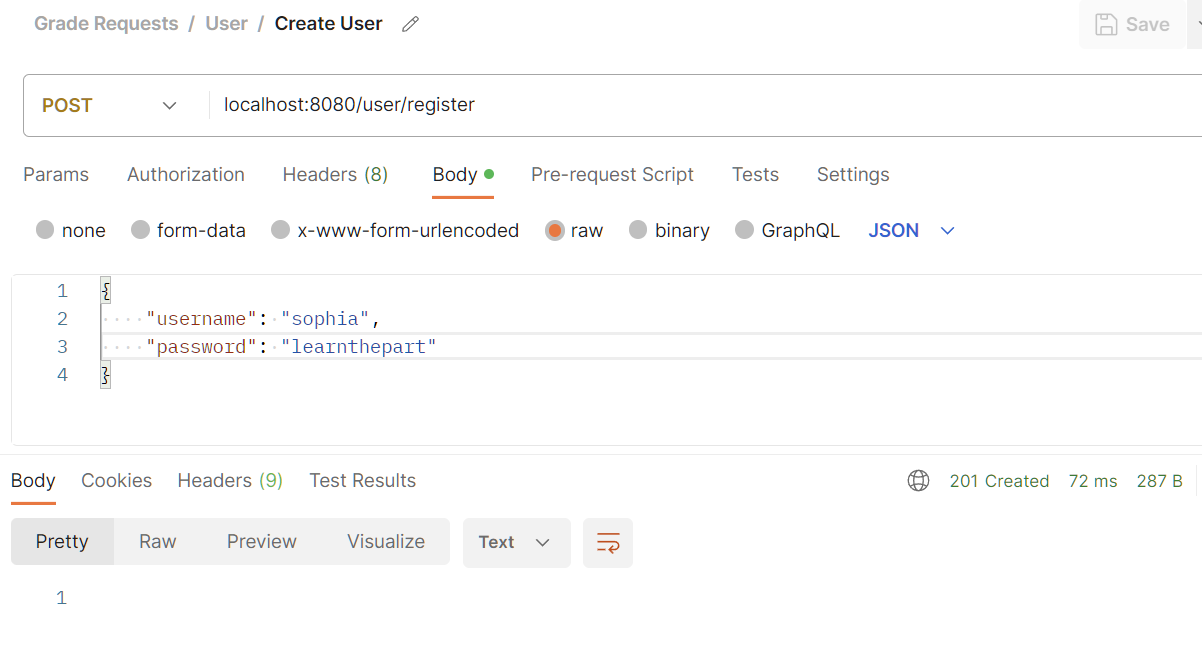 Grade Requests / User / Create User
Save
POST localhost:8080/user/register
Params Authorization Headers (8) Body Pre-request Script Tests Settings
none form-data x-www-form-urlencoded raw binary GraphQL JSON
1 {
2 "username": "sophia",
3 "password": "learnthepart"
4 }
Body Cookies Headers (9) Test Results 201 Created 72 ms 287 B
Pretty Raw Preview Visualize Text
1